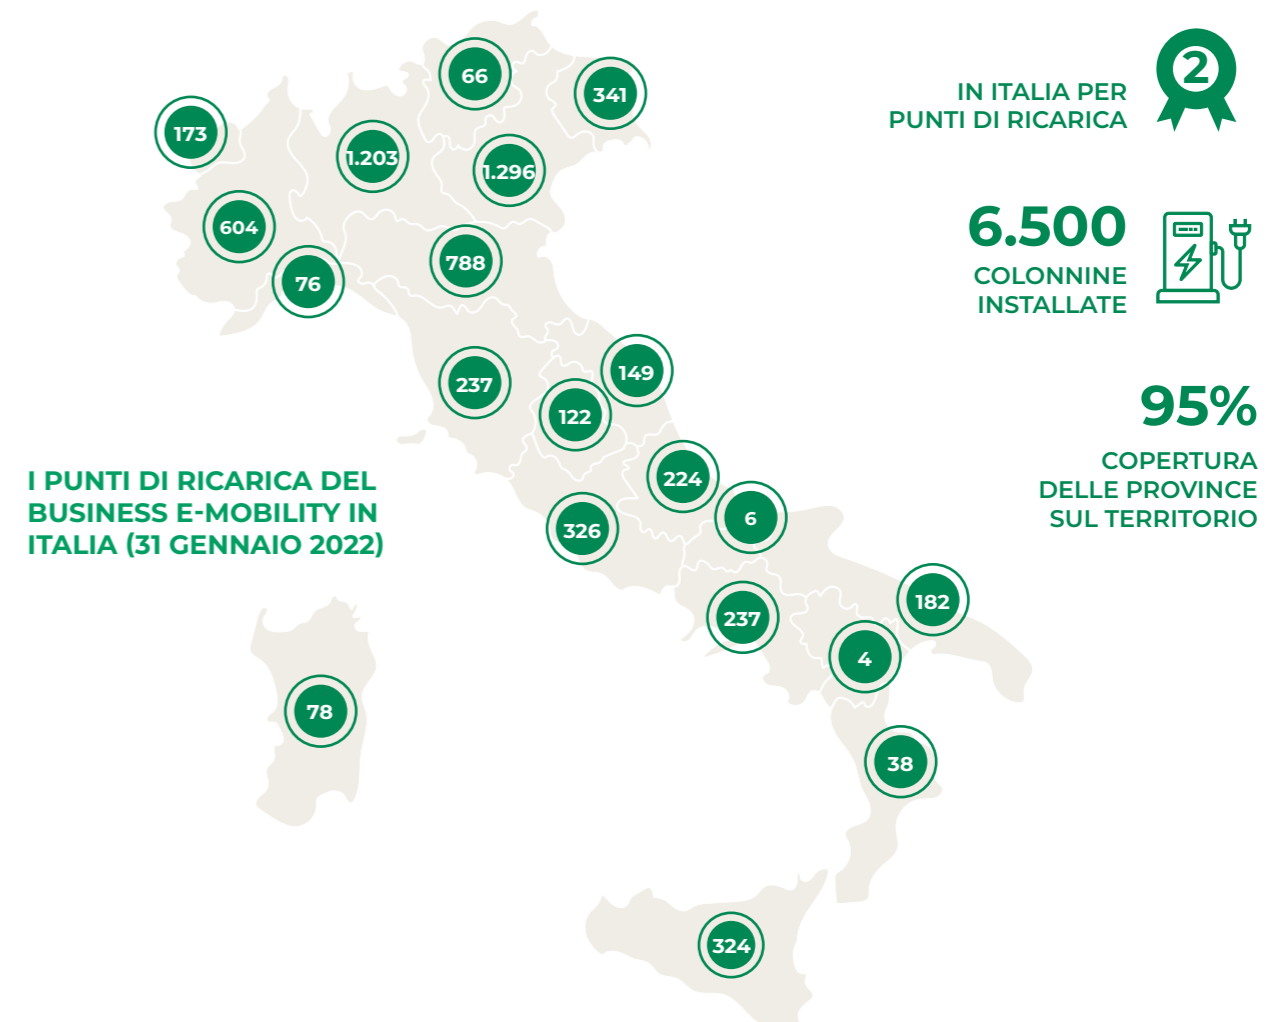 66
341
173
1.203
1.296
604
76
788
237
149
122
224
6
326
237
182
4
78
38
324
I PUNTI DI RICARICA DEL
BUSINESS E-MOBILITY IN
ITALIA (31 GENNAIO 2022)
2
IN ITALIA PER
PUNTI DI RICARICA
6.500
COLONNINE
INSTALLATE
95%
COPERTURA
DELLE PROVINCE
SUL TERRITORIO